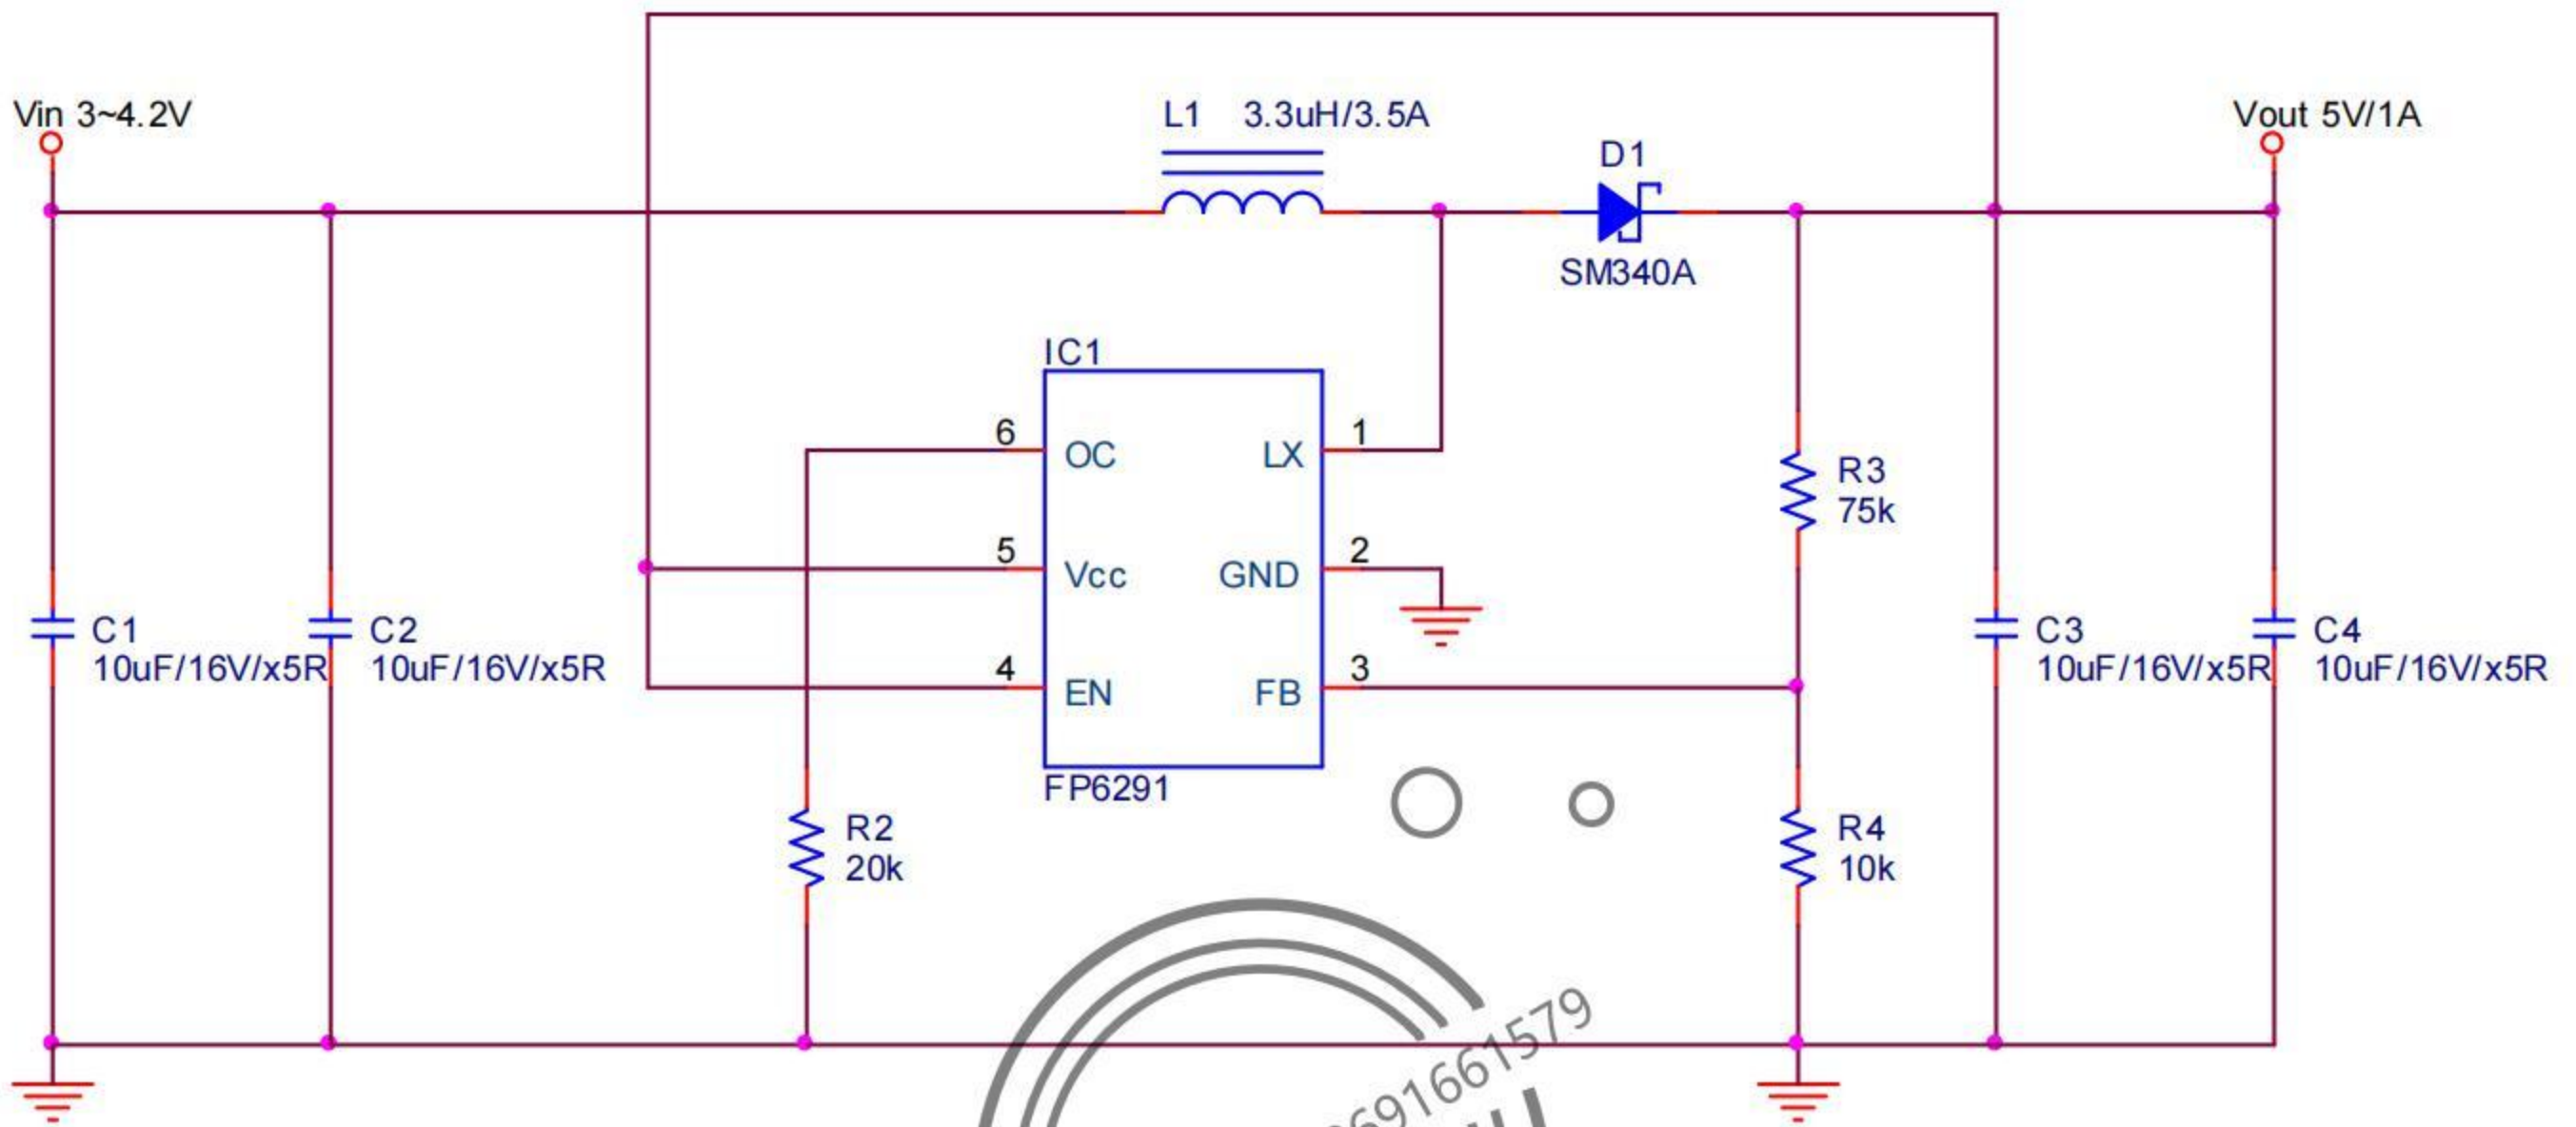 Vin 3~4.2V
L1 3.3uH/3.5A
Vout 5V/1A
D1
SM340A
IC1
6
OC
LX
1
R3
75k
5
Vcc
GND
2
C1
10uF/16V/x5R
C2
10uF/16V/x5R
C3
10uF/16V/x5R
C4
10uF/16V/x5R
4
EN
FB
3
FP6291
R2
20k
R4
10k
691661579